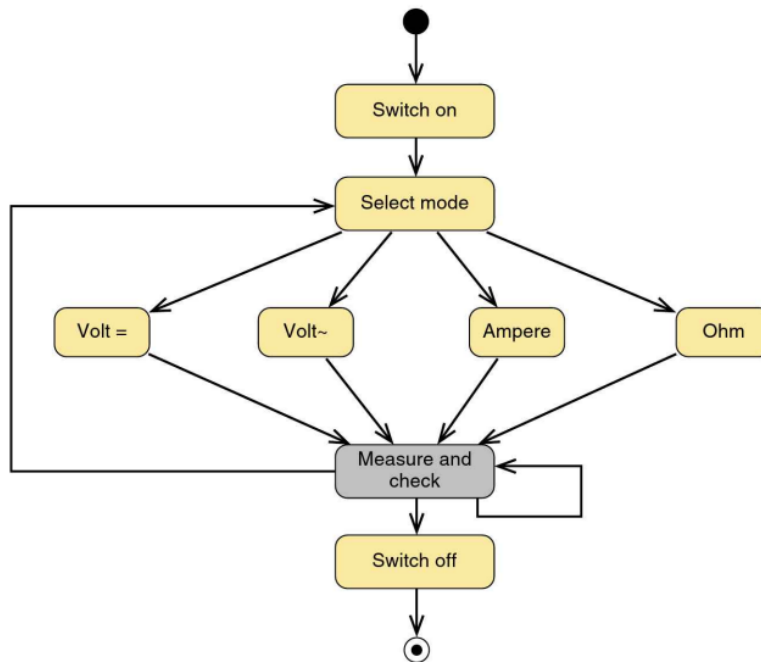 Switch on
Select mode
Volt =
Volt~
Ampere
Ohm
Measure and
check
Switch off